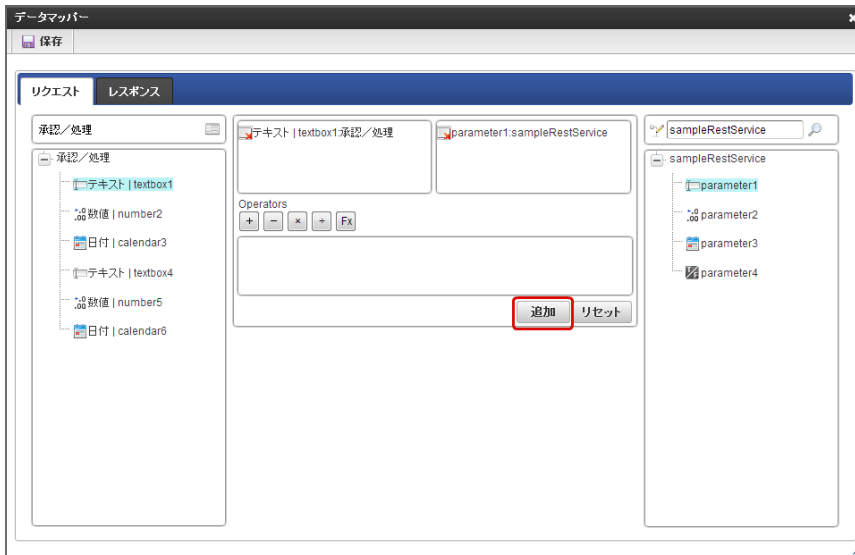 データマッパー
保存
リクエスト
レスポンス
承認／処理
承認／処理
テキスト | textbox1
数値 | number2
日付 | calendar3
テキスト | textbox4
数値 | number5
日付 | calendar6
テキスト | textbox1:承認／処理
parameter1:sampleRestService
Operators
+ − × ÷ Fx
追加
リセット
sampleRestService
sampleRestService
parameter1
parameter2
parameter3
parameter4